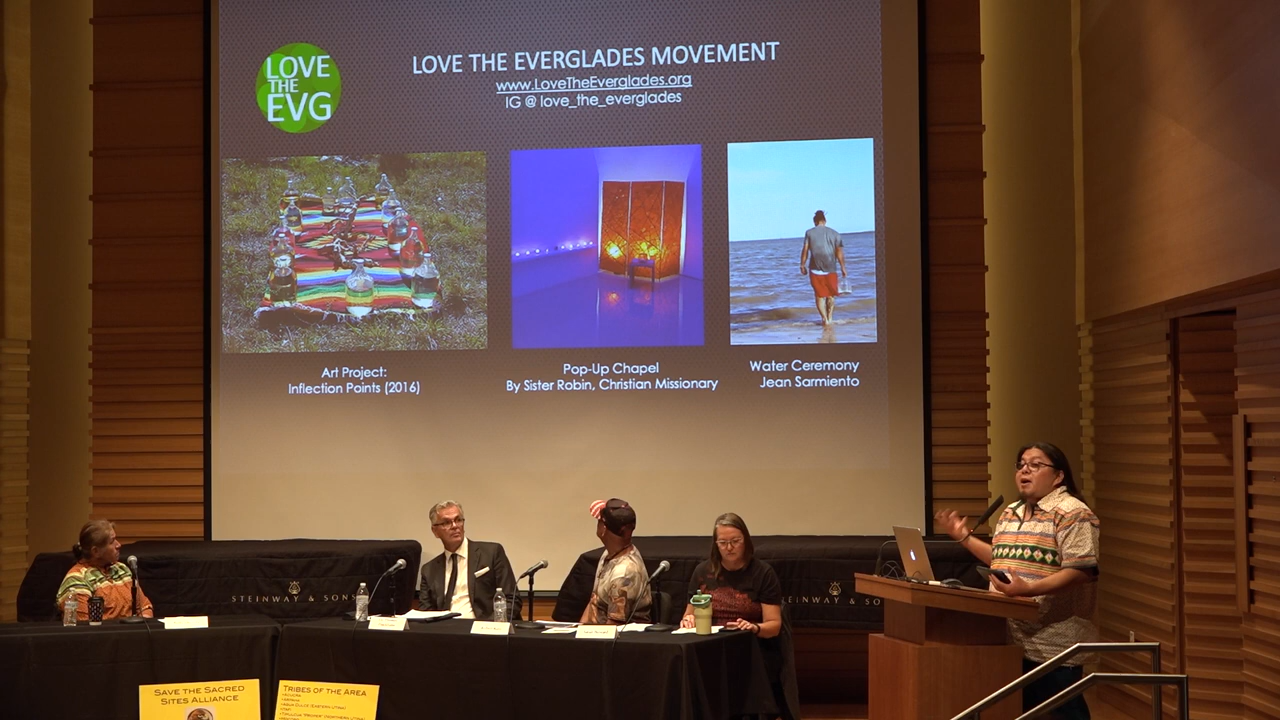 LOVE THE EVERGLADES MOVEMENT
www.LoveTheEverglades.org
IG @ love_the_everglades
LOVE
THE
EVG
Art Project:
Inflection Points (2016)
Pop-Up Chapel
By Sister Robin, Christian Missionary
Water Ceremony
Jean Sarmiento
STEINWAY & SONS
STEINWAY & SO
Save the Sacred
Sites Alliance
Tribes of the Area